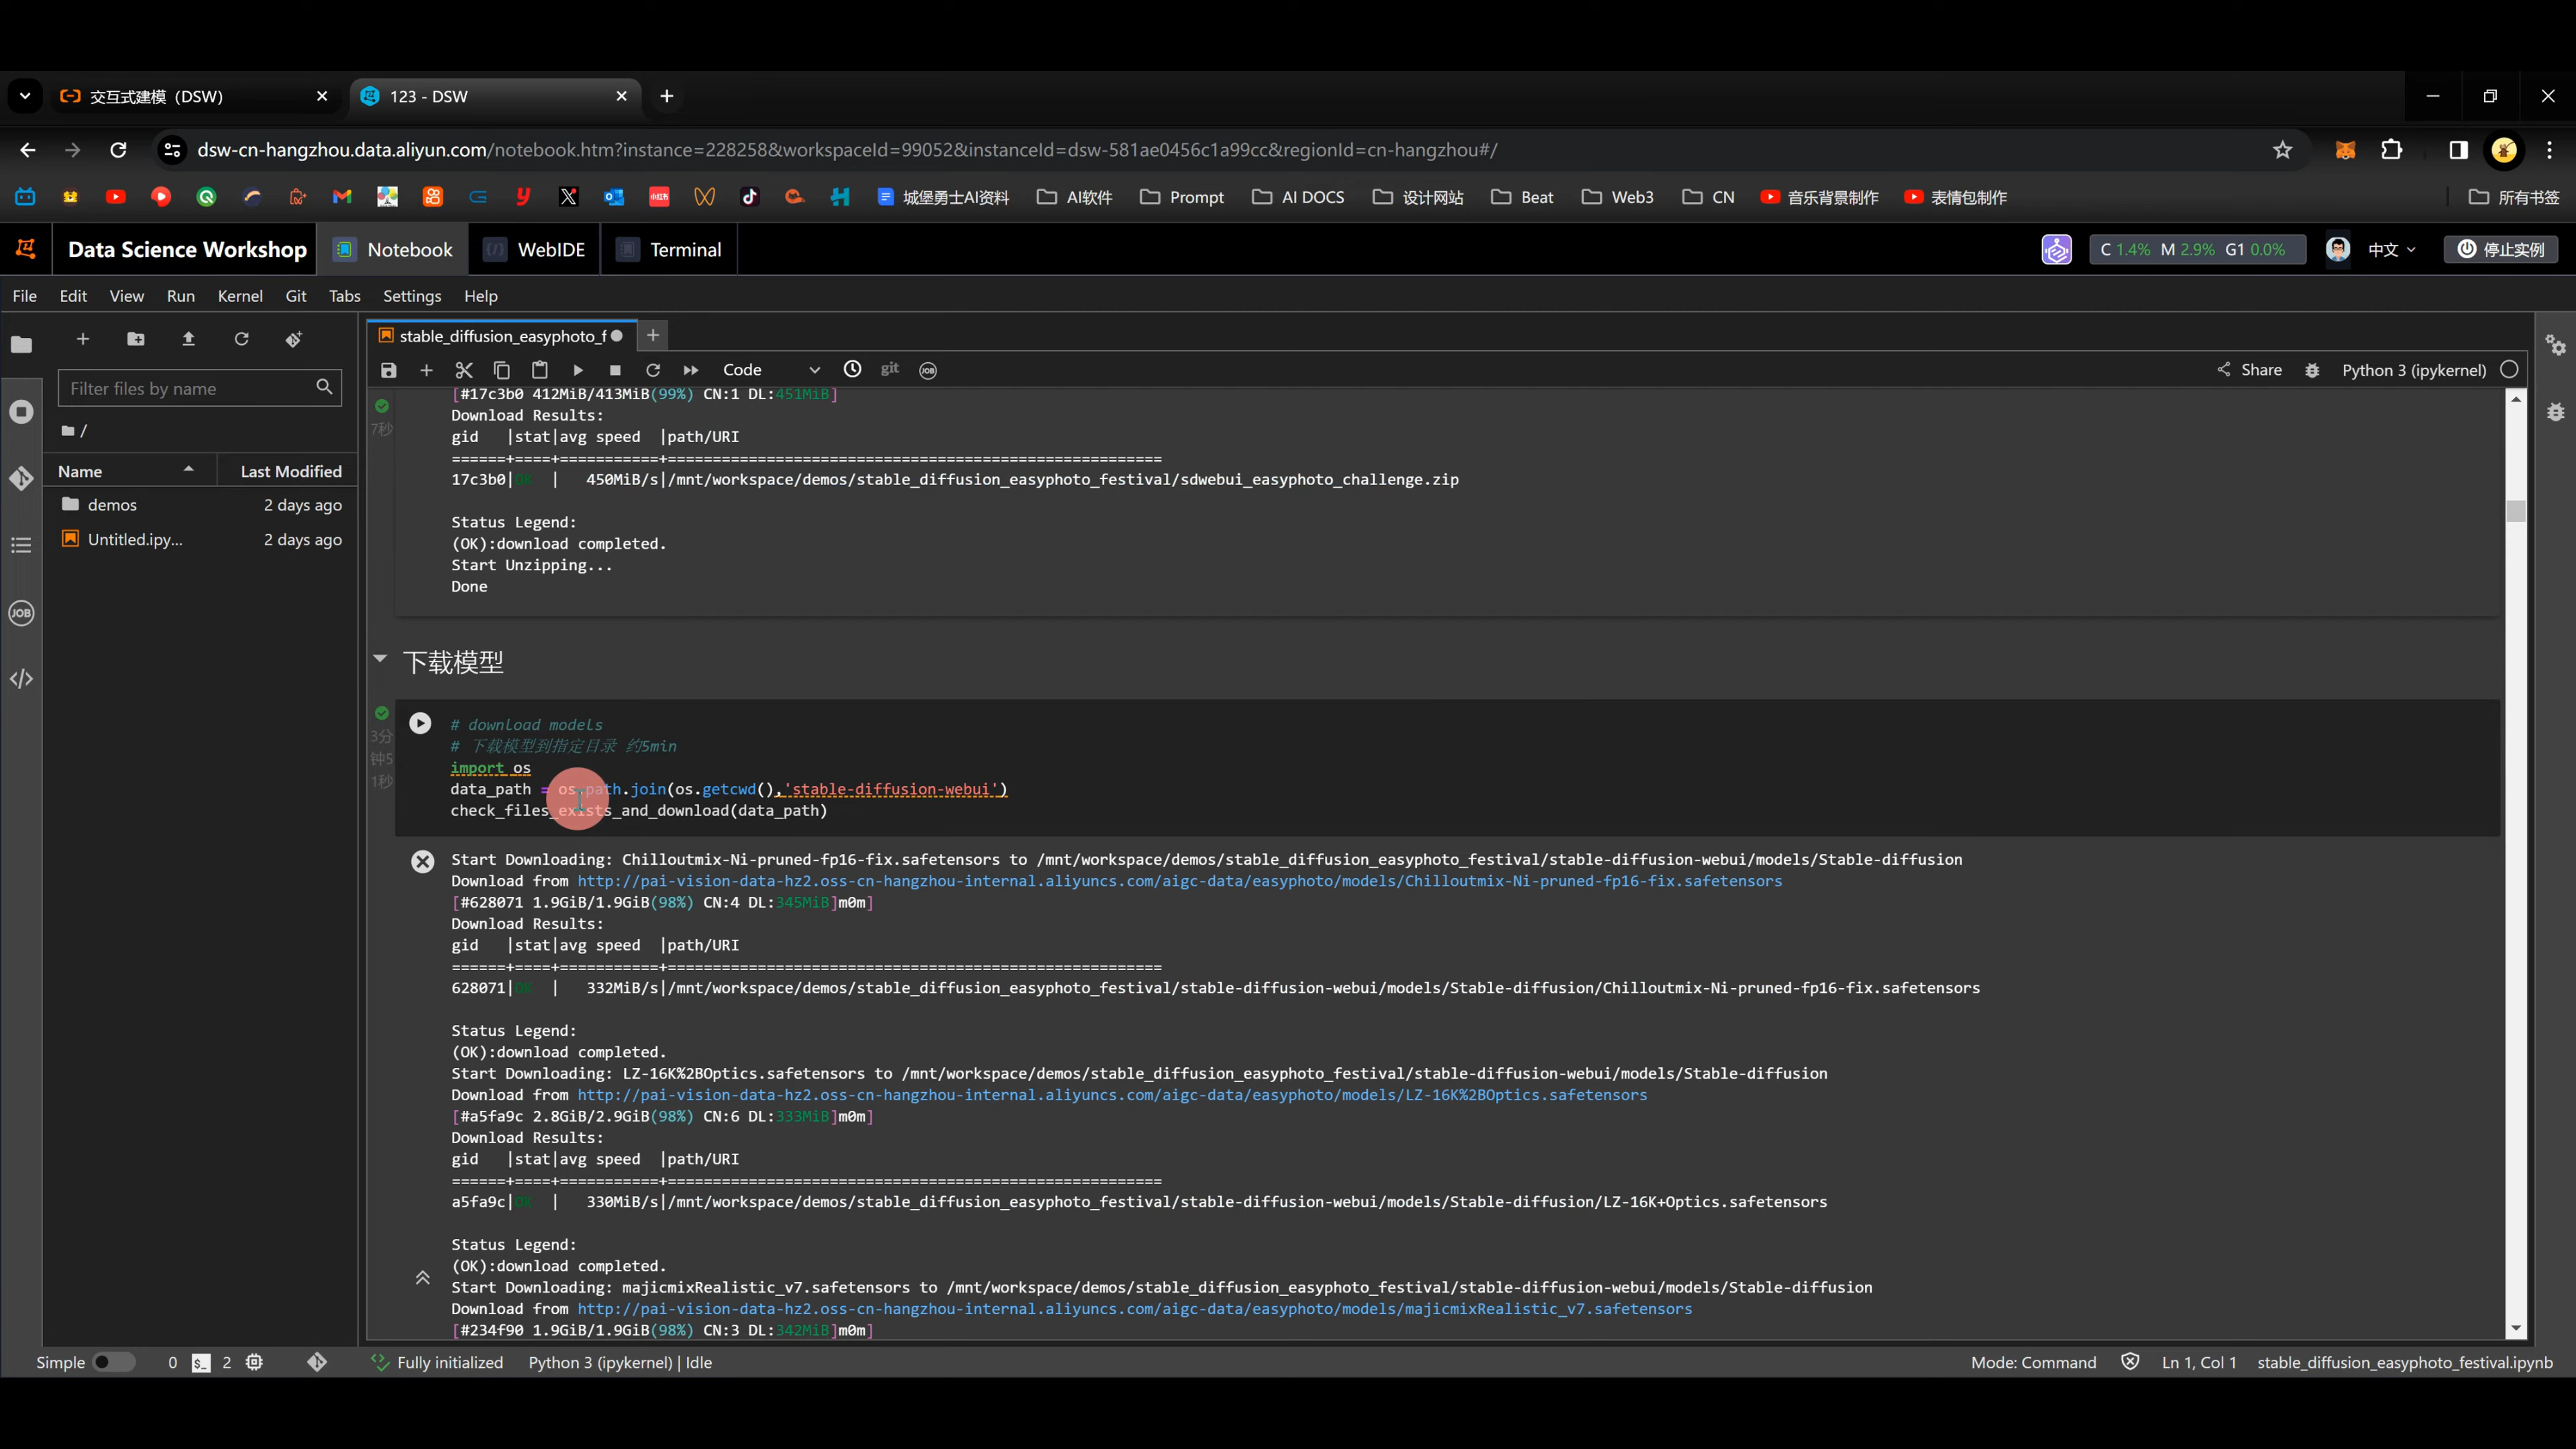 交互式建模（DSW）
123 - DSW
dsw-cn-hangzhou.data.aliyun.com/notebook.htm?instance=228258&workspaceId=99052&instanceId=dsw-581ae0456c1a99cc&regionId=cn-hangzhou#/
城堡勇士AI资料 AI软件 Prompt AI DOCS 设计网站 Beat Web3 CN 音乐背景制作 表情包制作 所有书签
Data Science Workshop Notebook WebIDE Terminal C 1.4% M 2.9% G1 0.0% 中文 停止实例
File Edit View Run Kernel Git Tabs Settings Help
stable_diffusion_easyphoto_f
Code git JOB Share Python 3 (ipykernel)
Filter files by name
/
Name Last Modified
demos 2 days ago
Untitled.ipy... 2 days ago
JOB
[#17c3b0 412MiB/413MiB(99%) CN:1 DL:451MiB]
7秒
Download Results:
gid |stat|avg speed |path/URI
======+====+===========+=======================================================
17c3b0|OK | 450MiB/s|/mnt/workspace/demos/stable_diffusion_easyphoto_festival/sdwebui_easyphoto_challenge.zip
Status Legend:
(OK):download completed.
Start Unzipping...
Done
下载模型
3分
钟5
1秒
# download models
# 下载模型到指定目录 约5min
import os
data_path = os.path.join(os.getcwd(),'stable-diffusion-webui')
check_files_exists_and_download(data_path)
Start Downloading: Chilloutmix-Ni-pruned-fp16-fix.safetensors to /mnt/workspace/demos/stable_diffusion_easyphoto_festival/stable-diffusion-webui/models/Stable-diffusion
Download from http://pai-vision-data-hz2.oss-cn-hangzhou-internal.aliyuncs.com/aigc-data/easyphoto/models/Chilloutmix-Ni-pruned-fp16-fix.safetensors
[#628071 1.9GiB/1.9GiB(98%) CN:4 DL:345MiB]m0m]
Download Results:
gid |stat|avg speed |path/URI
======+====+===========+=======================================================
628071|OK | 332MiB/s|/mnt/workspace/demos/stable_diffusion_easyphoto_festival/stable-diffusion-webui/models/Stable-diffusion/Chilloutmix-Ni-pruned-fp16-fix.safetensors
Status Legend:
(OK):download completed.
Start Downloading: LZ-16K%2BOptics.safetensors to /mnt/workspace/demos/stable_diffusion_easyphoto_festival/stable-diffusion-webui/models/Stable-diffusion
Download from http://pai-vision-data-hz2.oss-cn-hangzhou-internal.aliyuncs.com/aigc-data/easyphoto/models/LZ-16K%2BOptics.safetensors
[#a5fa9c 2.8GiB/2.9GiB(98%) CN:6 DL:333MiB]m0m]
Download Results:
gid |stat|avg speed |path/URI
======+====+===========+=======================================================
a5fa9c|OK | 330MiB/s|/mnt/workspace/demos/stable_diffusion_easyphoto_festival/stable-diffusion-webui/models/Stable-diffusion/LZ-16K+Optics.safetensors
Status Legend:
(OK):download completed.
Start Downloading: majicmixRealistic_v7.safetensors to /mnt/workspace/demos/stable_diffusion_easyphoto_festival/stable-diffusion-webui/models/Stable-diffusion
Download from http://pai-vision-data-hz2.oss-cn-hangzhou-internal.aliyuncs.com/aigc-data/easyphoto/models/majicmixRealistic_v7.safetensors
[#234f90 1.9GiB/1.9GiB(98%) CN:3 DL:342MiB]m0m]
Simple 0 2 Fully initialized Python 3 (ipykernel) | Idle Mode: Command Ln 1, Col 1 stable_diffusion_easyphoto_festival.ipynb